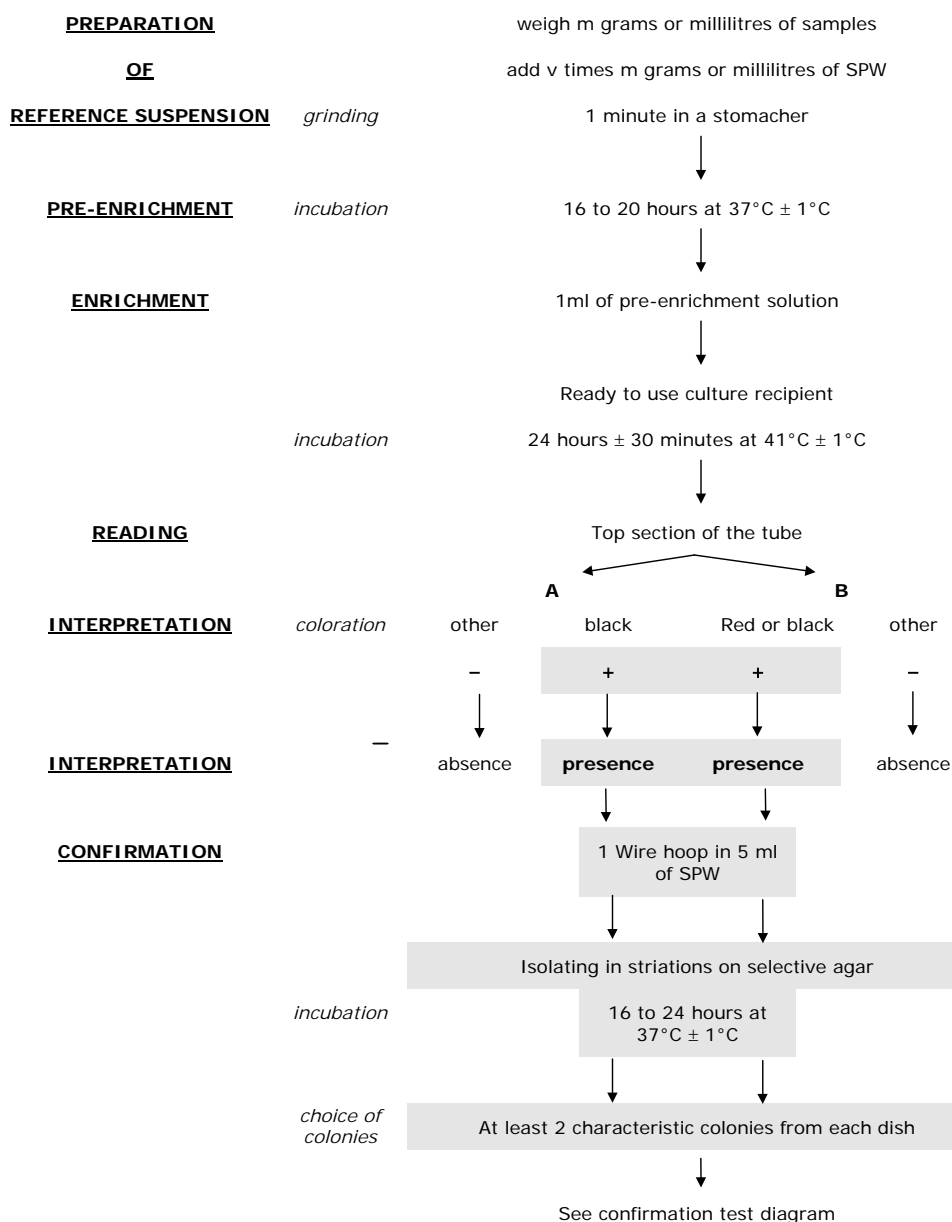 PREPARATION weigh m grams or millilitres of samples
OF add v times m grams or millilitres of SPW
REFERENCE SUSPENSION grinding 1 minute in a stomacher
PRE-ENRICHMENT incubation 16 to 20 hours at 37°C ± 1°C
ENRICHMENT 1ml of pre-enrichment solution
Ready to use culture recipient
incubation 24 hours ± 30 minutes at 41°C ± 1°C
READING Top section of the tube
A B
INTERPRETATION coloration other black Red or black other
– + + –
–
INTERPRETATION absence presence presence absence
CONFIRMATION 1 Wire hoop in 5 ml
of SPW
Isolating in striations on selective agar
incubation 16 to 24 hours at
37°C ± 1°C
choice of
colonies At least 2 characteristic colonies from each dish
See confirmation test diagram